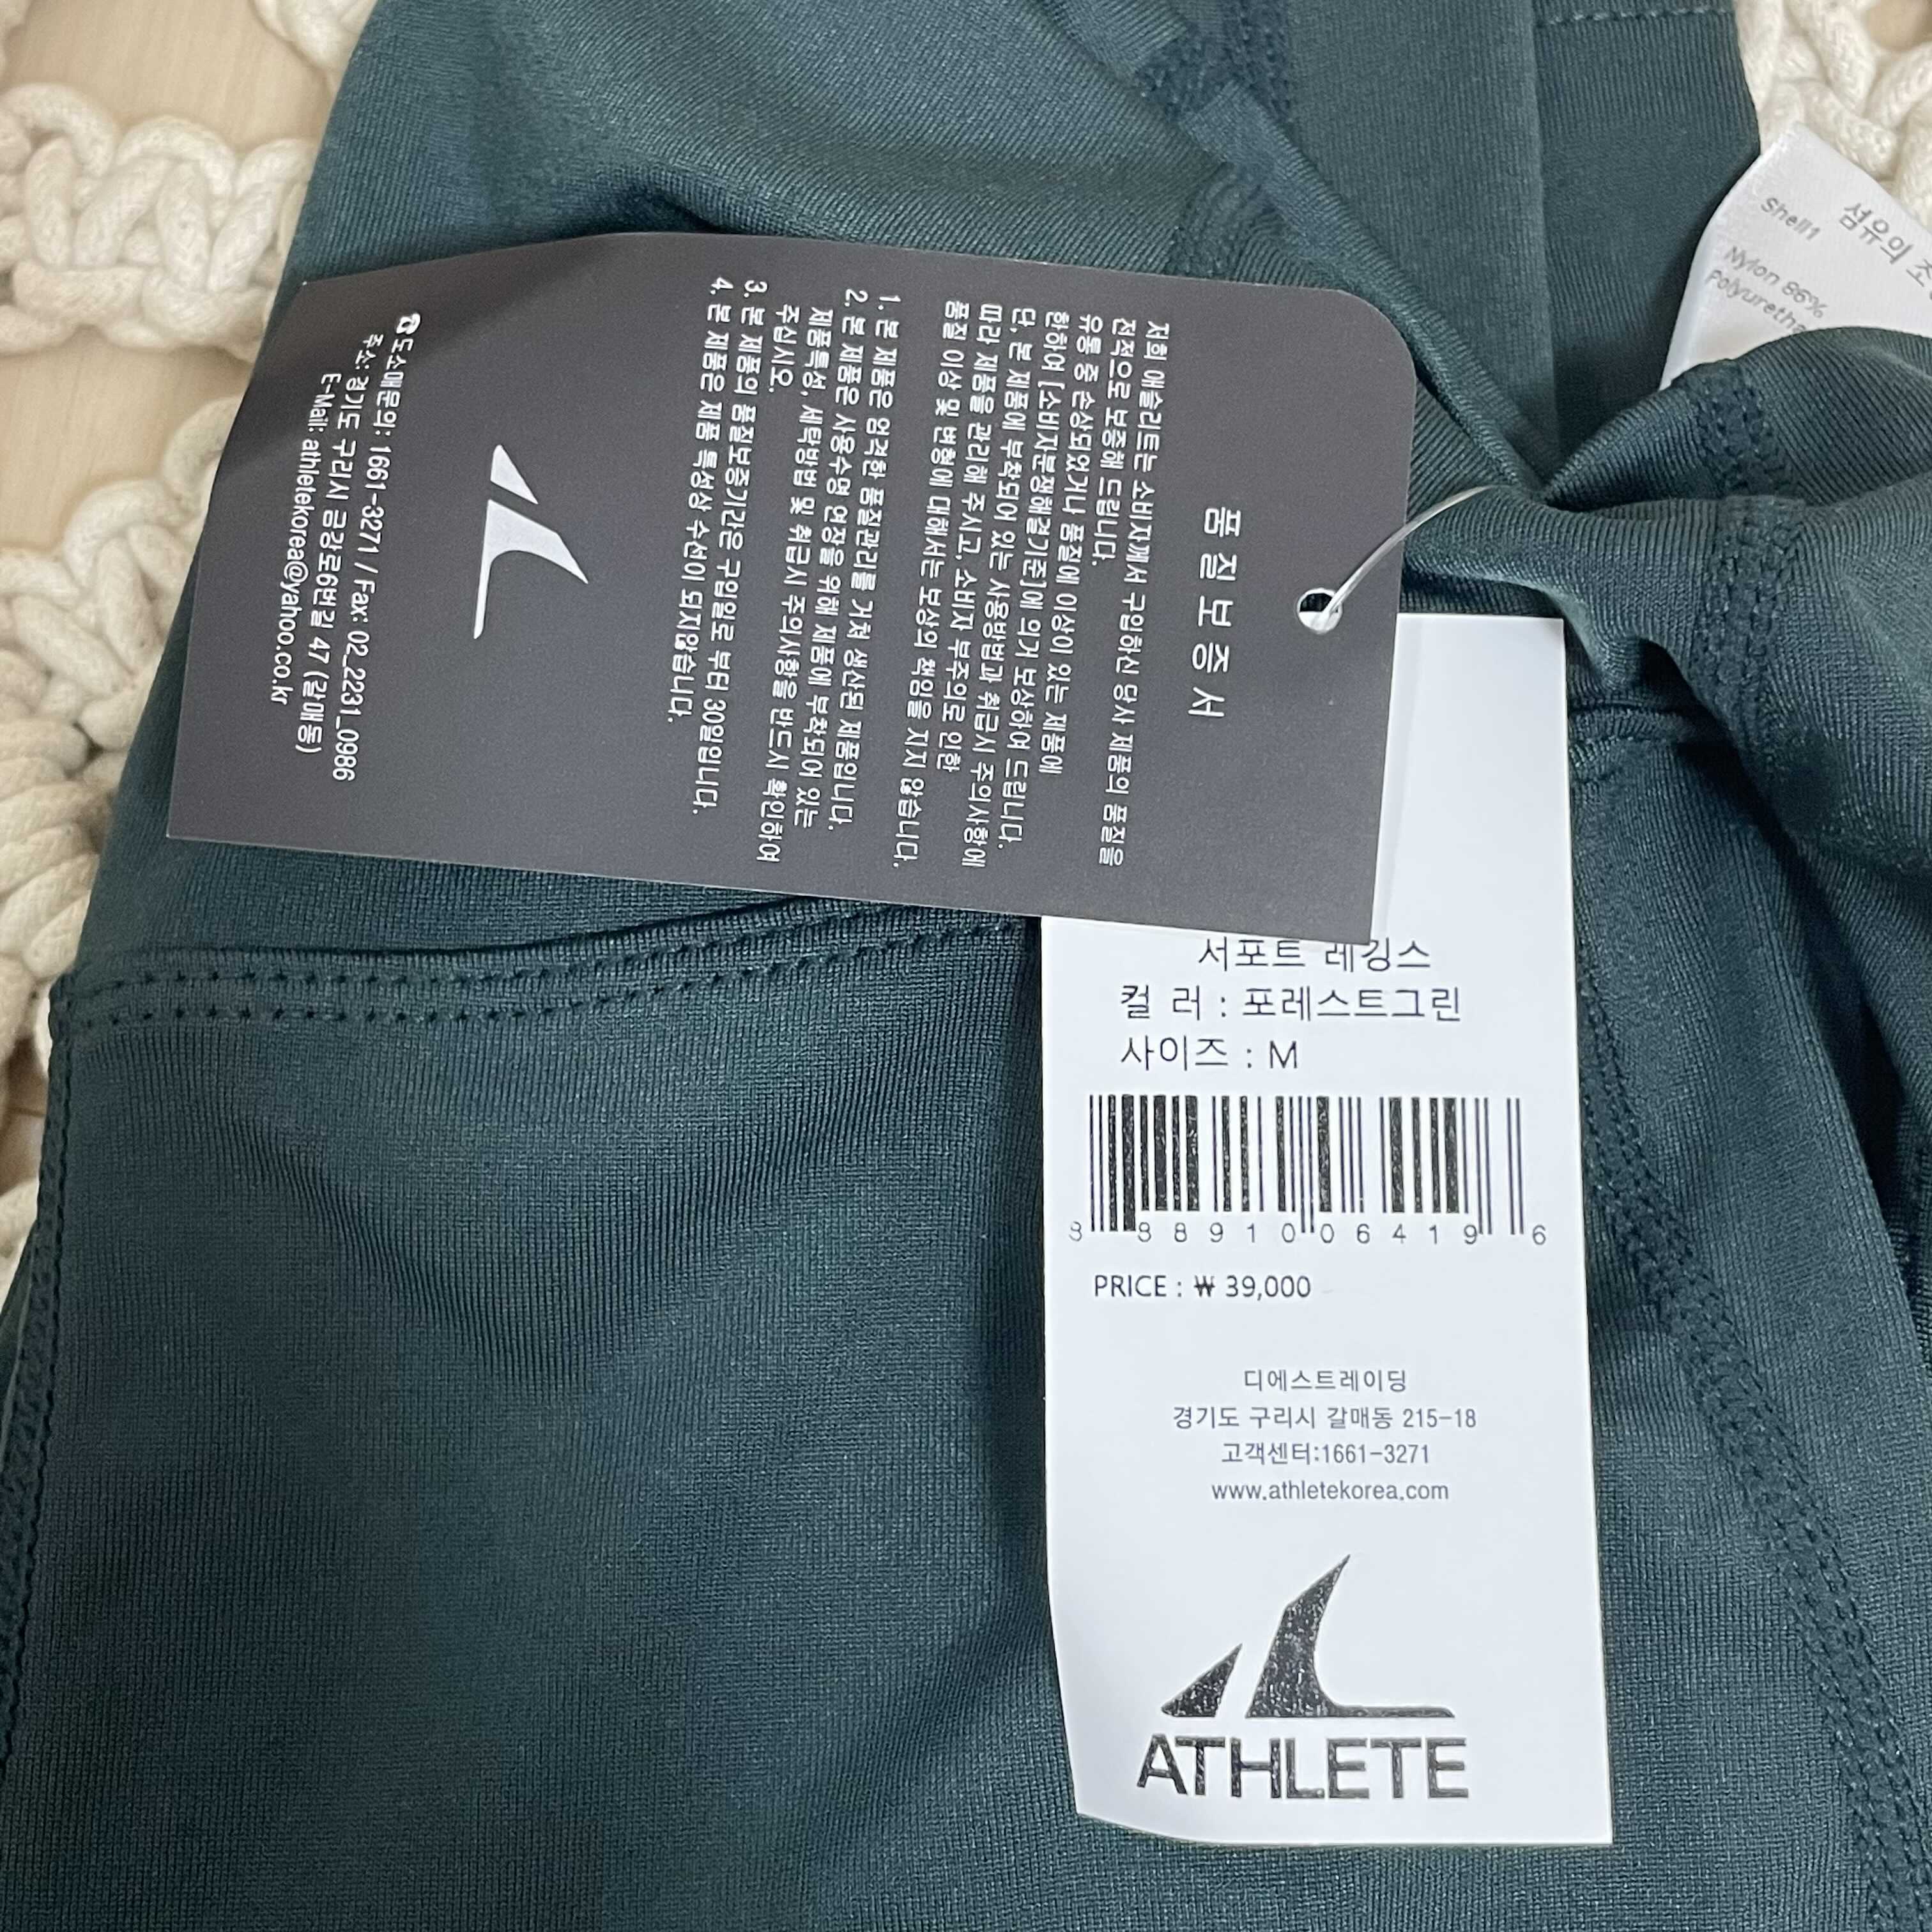 품질보증서
저희 애슬리트는 소비자께서 구입하신 당사 제품의 품질을
전적으로 보증해 드립니다.
유통 중 손상되었거나 품질에 이상이 있는 제품에
한하여 [소비자분쟁해결기준]에 의거 보상하여 드립니다.
단, 본 제품에 부착되어 있는 사용방법과 취급시 주의사항에
따라 제품을 관리해 주시고, 소비자 부주의로 인한
품질 이상 및 변형에 대해서는 보상의 책임을 지지 않습니다.
1. 본 제품은 엄격한 품질관리를 거쳐 생산된 제품입니다.
2. 본 제품은 사용수명 연장을 위해 제품에 부착되어 있는
제품특성, 세탁방법 및 취급시 주의사항을 반드시 확인하여
주십시오.
3. 본 제품의 품질보증기간은 구입일로 부터 30일입니다.
4. 본 제품은 제품 특성상 수선이 되지않습니다.
☎도소매문의: 1661-3271 / Fax: 02_2231_0986
주소: 경기도 구리시 금강로6번길 47 (갈매동)
E-Mail: athletekorea@yahoo.co.kr
서포트 레깅스
컬 러 : 포레스트그린
사이즈 : M
8 38910 06419 6
PRICE : ₩ 39,000
디에스트레이딩
경기도 구리시 갈매동 215-18
고객센터:1661-3271
www.athletekorea.com
ATHLETE
섬유의
Shell1
Nylon 86%